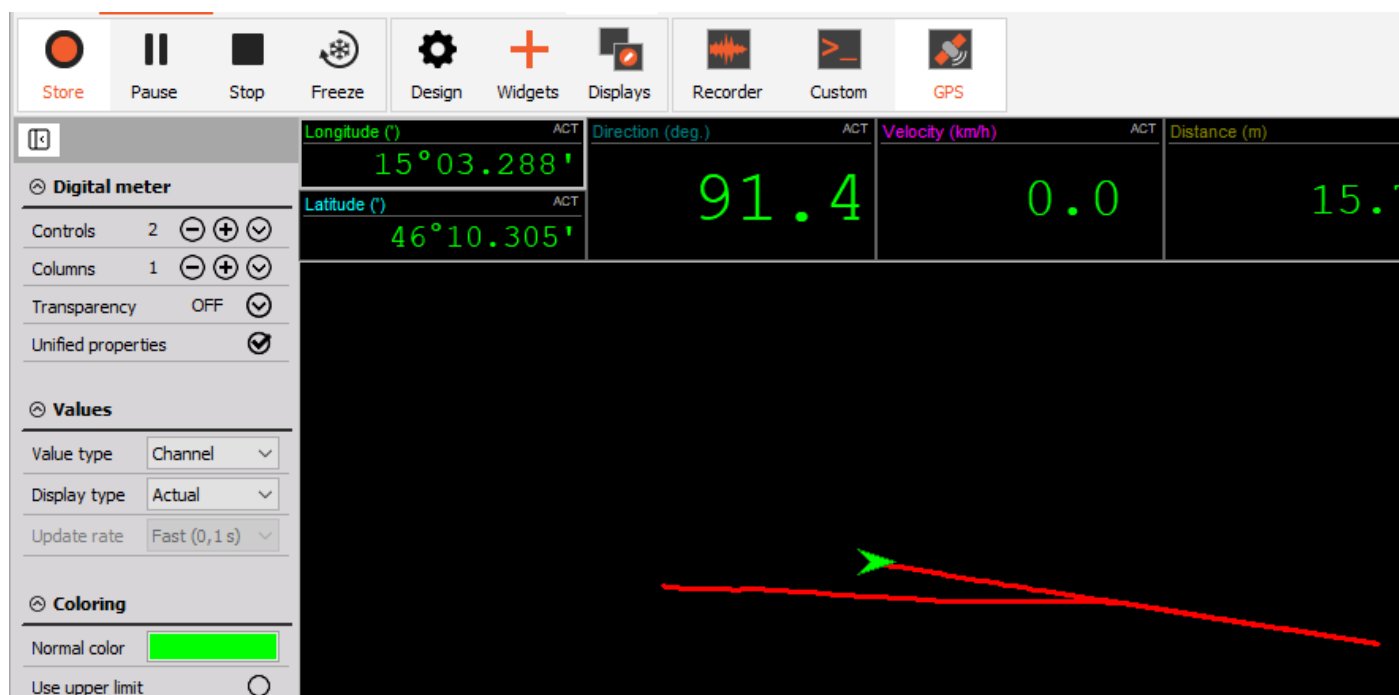 Store Pause Stop Freeze Design Widgets Displays Recorder Custom GPS
Longitude (') ACT Direction (deg.) ACT Velocity (km/h) ACT Distance (m)
15°03.288'
Digital meter
91.4 0.0 15.
Latitude (') ACT
Controls 2
46°10.305'
Columns 1
Transparency OFF
Unified properties
Values
Value type Channel
Display type Actual
Update rate Fast (0,1 s)
Coloring
Normal color
Use upper limit